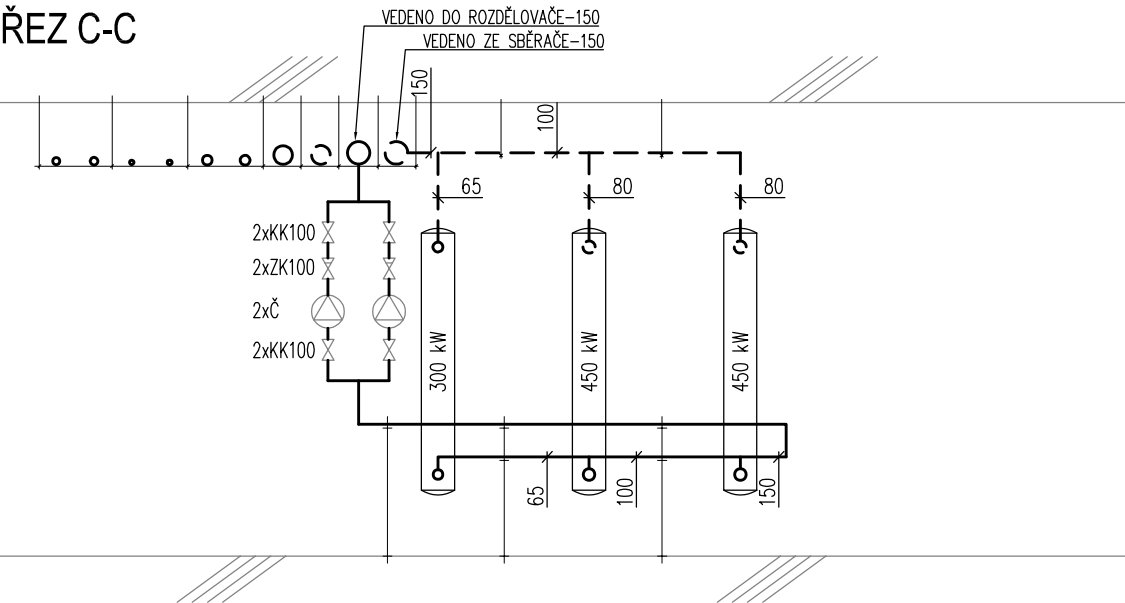 ŘEZ C-C
VEDENO DO ROZDĚLOVAČE-150
VEDENO ZE SBĚRAČE-150
150
100
65
80
80
2xKK100
2xZK100
2xČ
2xKK100
300 kW
450 kW
450 kW
65
100
150